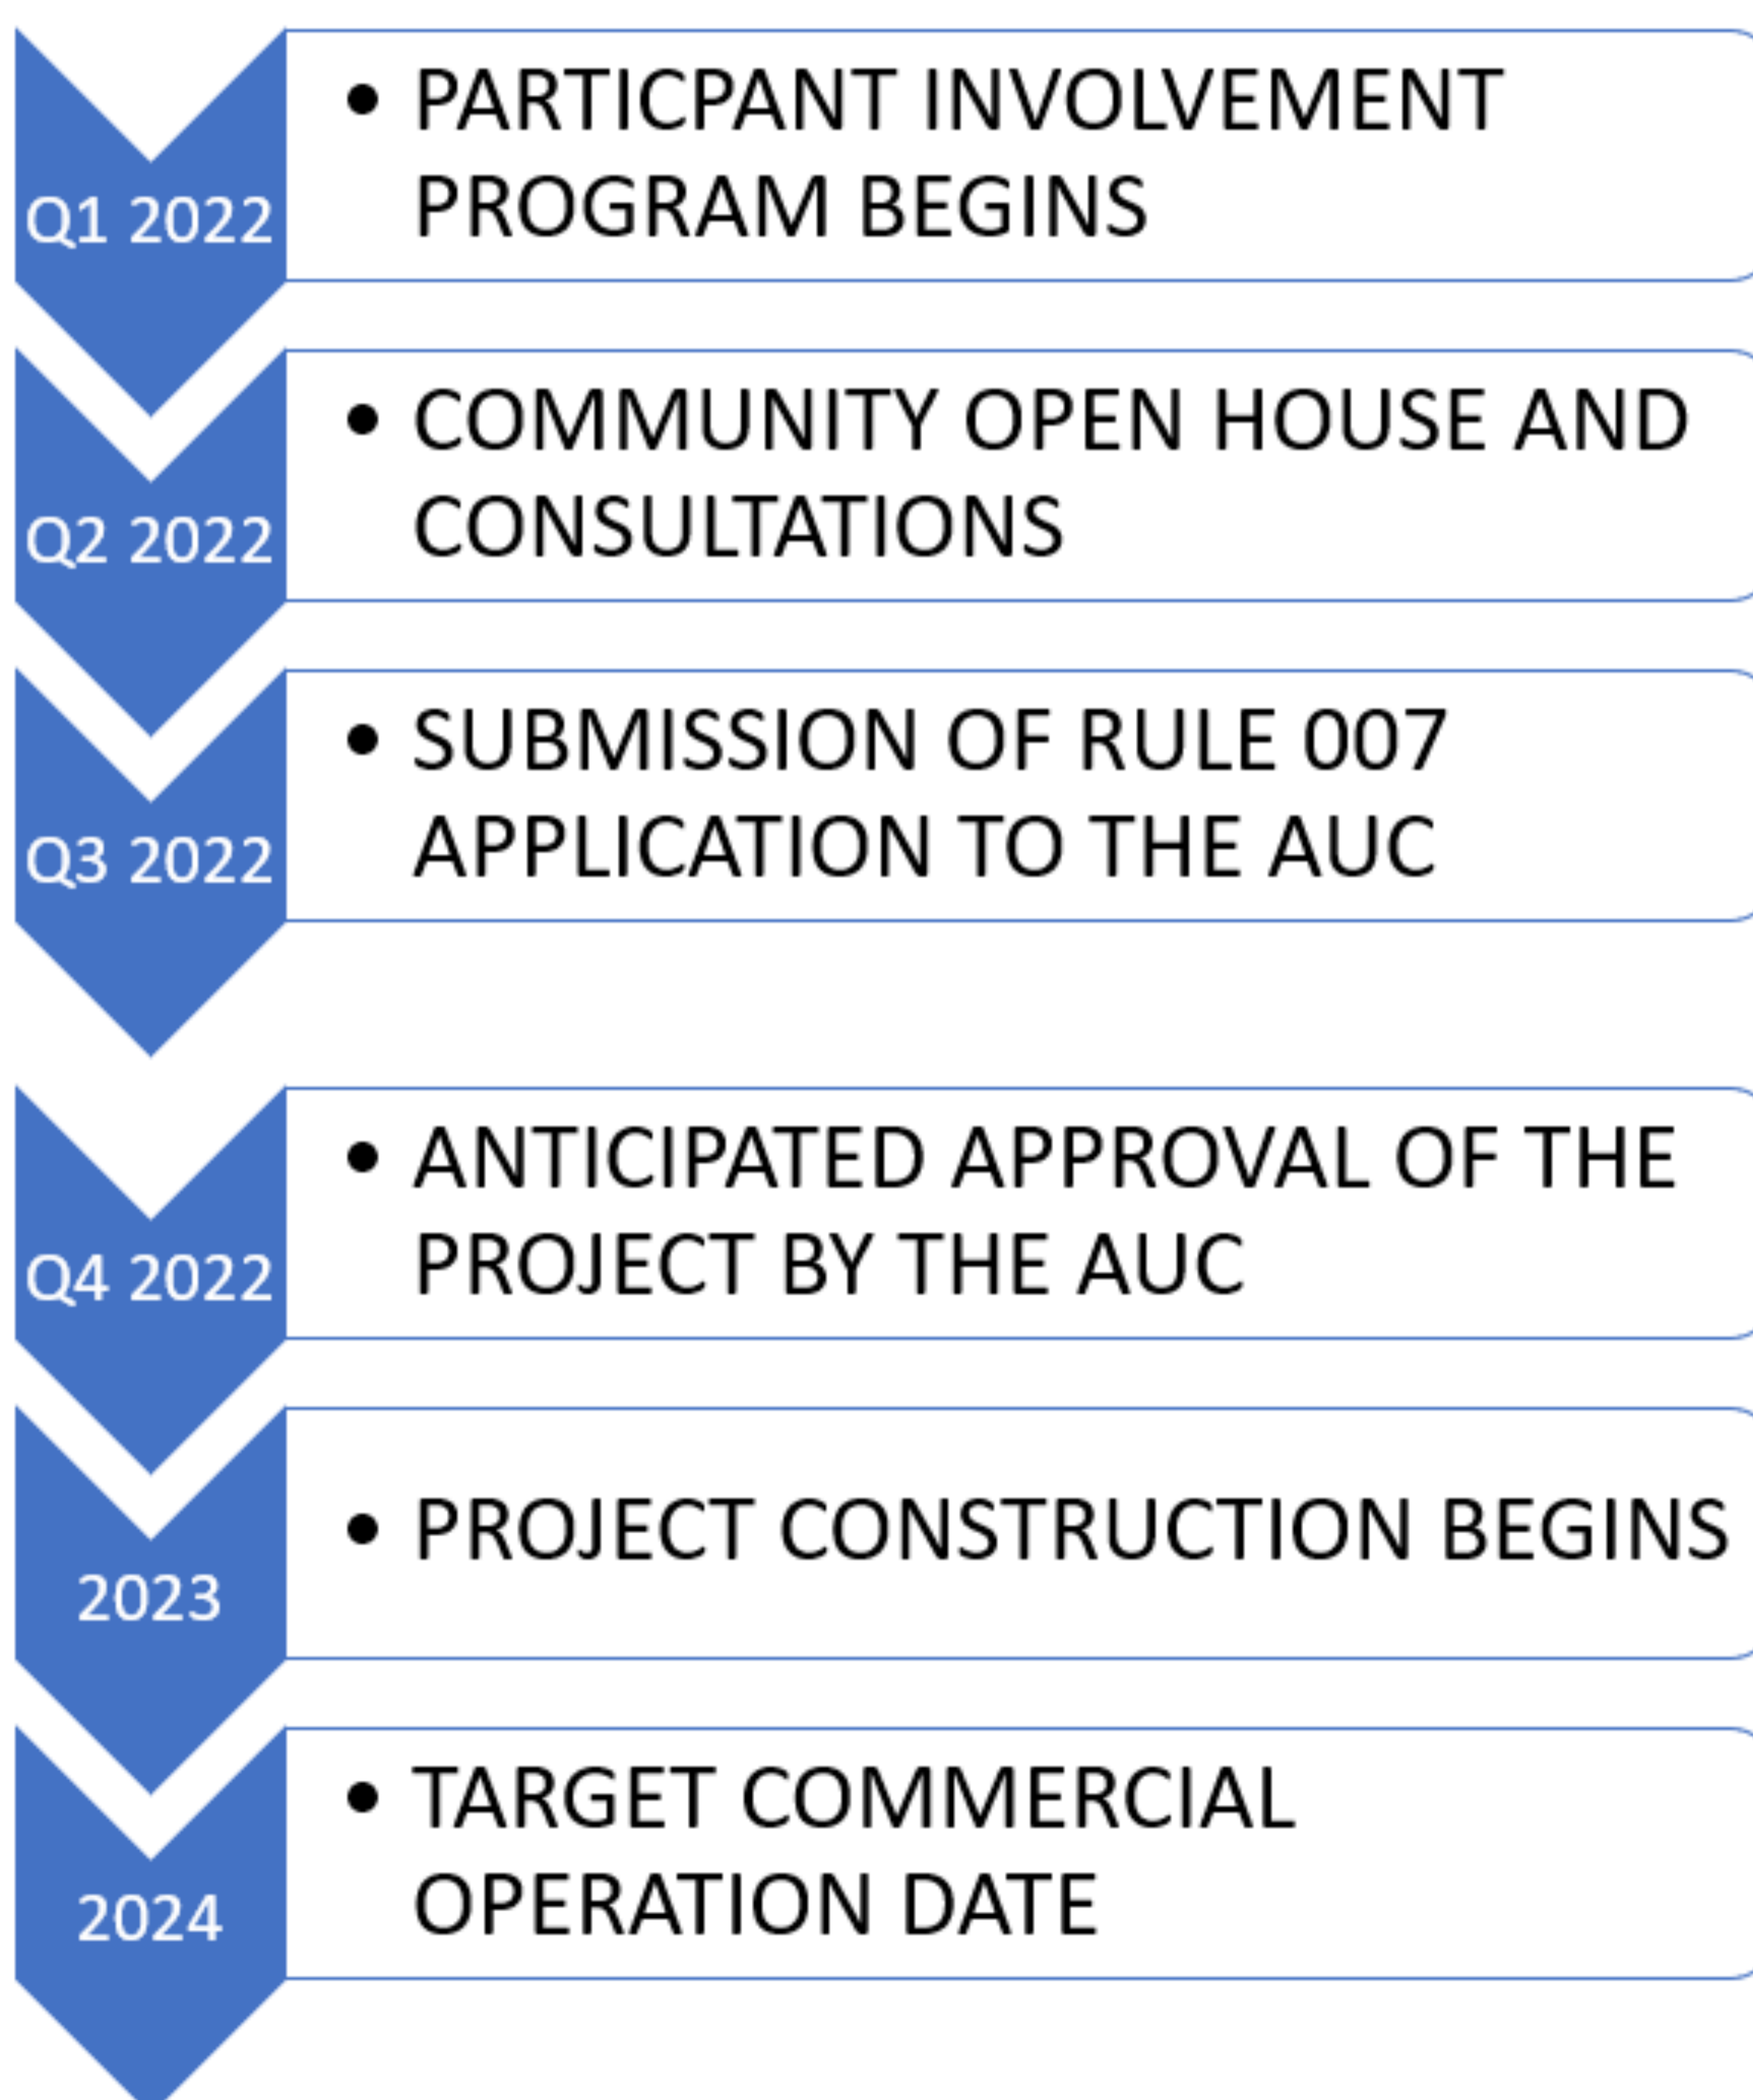 Q1 2022
• PARTICPANT INVOLVEMENT
PROGRAM BEGINS
Q2 2022
• COMMUNITY OPEN HOUSE AND
CONSULTATIONS
Q3 2022
• SUBMISSION OF RULE 007
APPLICATION TO THE AUC
Q4 2022
• ANTICIPATED APPROVAL OF THE
PROJECT BY THE AUC
2023
• PROJECT CONSTRUCTION BEGINS
2024
• TARGET COMMERCIAL
OPERATION DATE